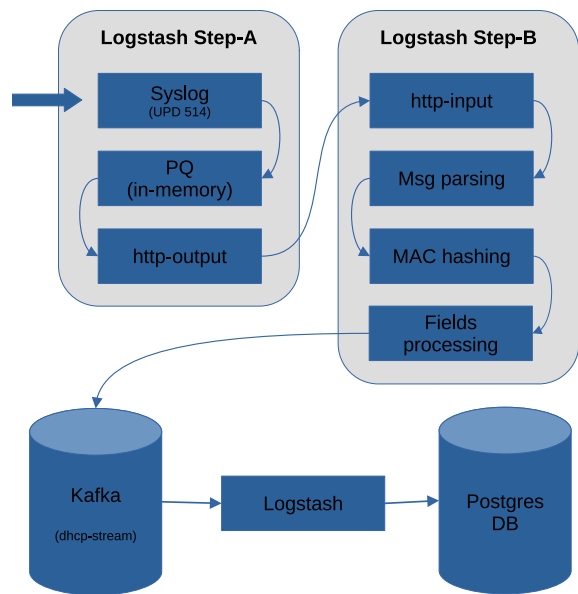 Logstash Step-A
Syslog
(UPD 514)
PQ
(in-memory)
http-output
Logstash Step-B
http-input
Msg parsing
MAC hashing
Fields
processing
Kafka
(dhcp-stream)
Logstash
Postgres
DB